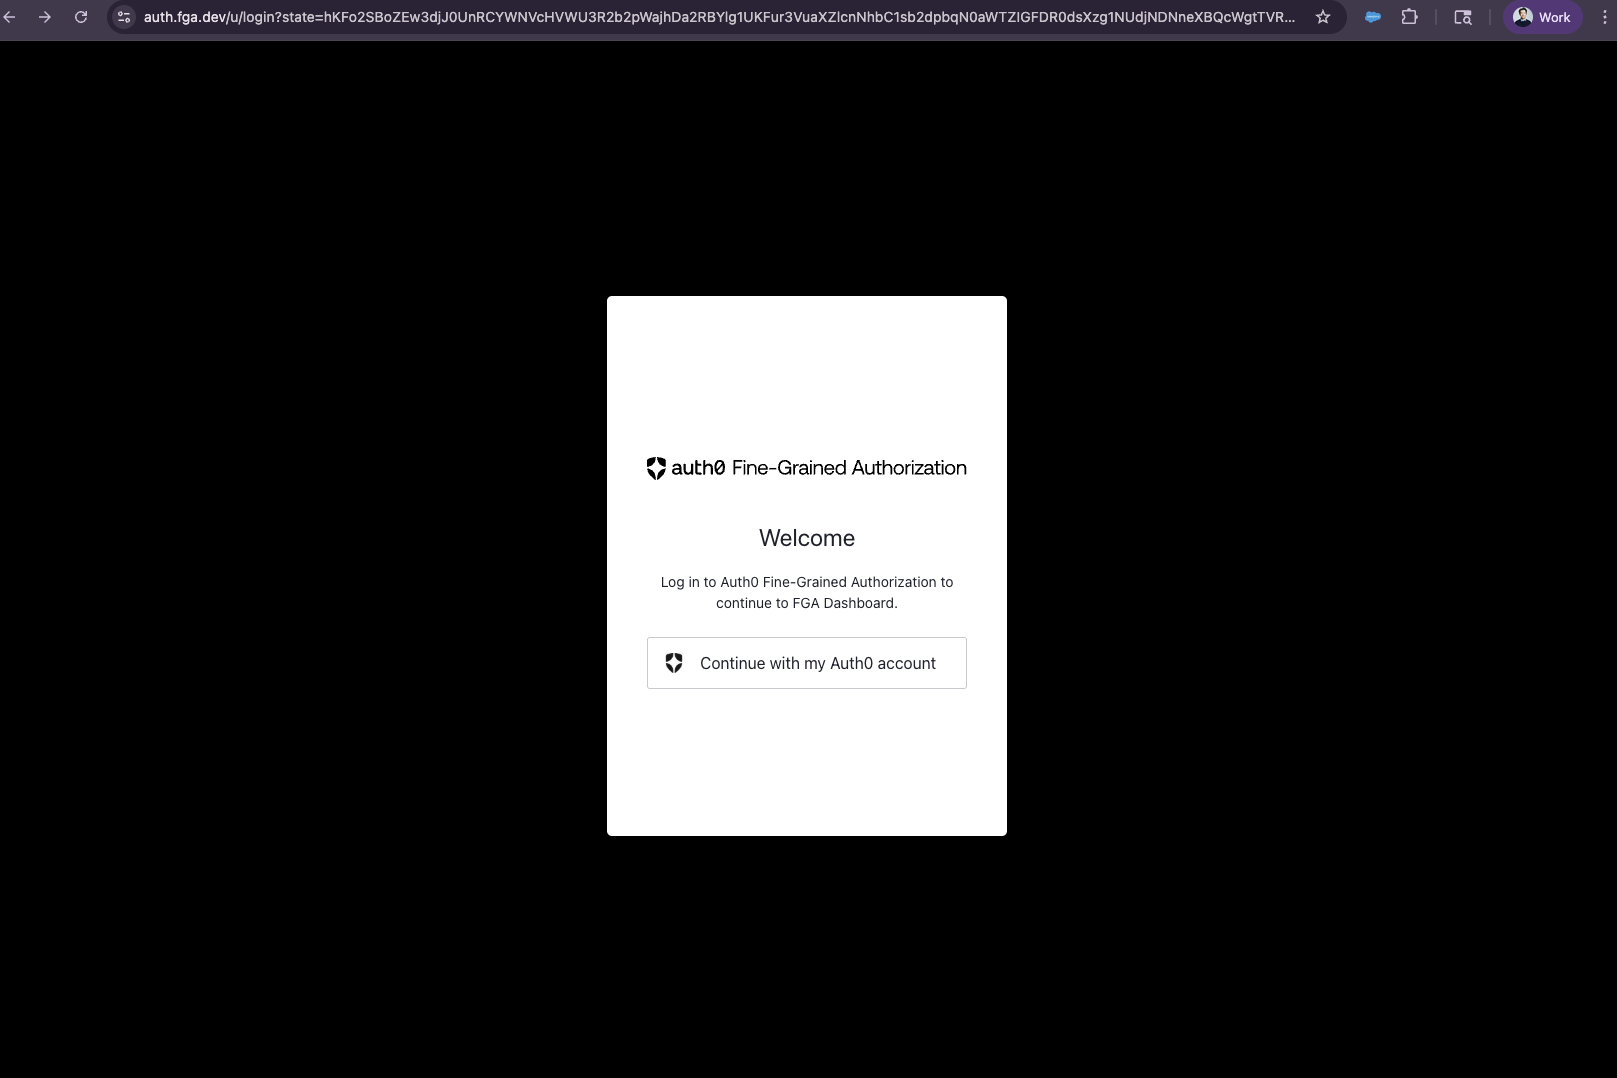 auth.fga.dev/u/login?state=hKFo2SBoZEw3djJ0UnRCYWNVcHVWU3R2b2pWajhDa2RBYlg1UKFur3VuaXZlcnNhbC1sb2dpbqN0aWTZIGFDR0dsXzg1NUdjNDNneXBQcWgtTVR...
Work
auth0 Fine-Grained Authorization
Welcome
Log in to Auth0 Fine-Grained Authorization to
continue to FGA Dashboard.
Continue with my Auth0 account